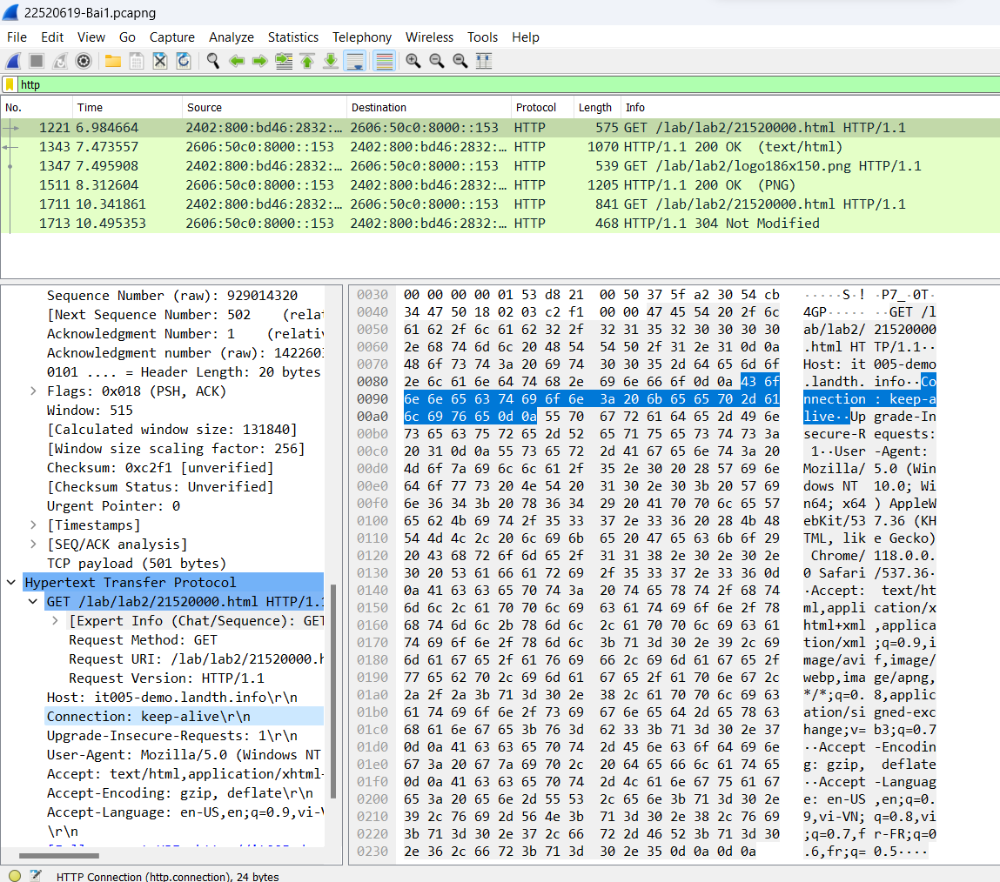 22520619-Bai1.pcapng
File Edit View Go Capture Analyze Statistics Telephony Wireless Tools Help
http
No. Time Source Destination Protocol Length Info
1221 6.984664 2402:800:bd46:2832:… 2606:50c0:8000::153 HTTP 575 GET /lab/lab2/21520000.html HTTP/1.1
1343 7.473557 2606:50c0:8000::153 2402:800:bd46:2832:… HTTP 1070 HTTP/1.1 200 OK (text/html)
1347 7.495908 2402:800:bd46:2832:… 2606:50c0:8000::153 HTTP 539 GET /lab/lab2/logo186x150.png HTTP/1.1
1511 8.312604 2606:50c0:8000::153 2402:800:bd46:2832:… HTTP 1205 HTTP/1.1 200 OK (PNG)
1711 10.341861 2402:800:bd46:2832:… 2606:50c0:8000::153 HTTP 841 GET /lab/lab2/21520000.html HTTP/1.1
1713 10.495353 2606:50c0:8000::153 2402:800:bd46:2832:… HTTP 468 HTTP/1.1 304 Not Modified
Sequence Number (raw): 929014320
[Next Sequence Number: 502 (rela
Acknowledgment Number: 1 (relativ
Acknowledgment number (raw): 142260
0101 .... = Header Length: 20 bytes
Flags: 0x018 (PSH, ACK)
Window: 515
[Calculated window size: 131840]
[Window size scaling factor: 256]
Checksum: 0xc2f1 [unverified]
[Checksum Status: Unverified]
Urgent Pointer: 0
[Timestamps]
[SEQ/ACK analysis]
TCP payload (501 bytes)
Hypertext Transfer Protocol
GET /lab/lab2/21520000.html HTTP/1.1
[Expert Info (Chat/Sequence): GET
Request Method: GET
Request URI: /lab/lab2/21520000.h
Request Version: HTTP/1.1
Host: it005-demo.landth.info\r\n
Connection: keep-alive\r\n
Upgrade-Insecure-Requests: 1\r\n
User-Agent: Mozilla/5.0 (Windows NT
Accept: text/html,application/xhtml-
Accept-Encoding: gzip, deflate\r\n
Accept-Language: en-US,en;q=0.9,vi-V
\r\n
0030 00 00 00 00 01 53 d8 21 00 50 37 5f a2 30 54 cb ·····S·! ·P7_·0T·
0040 34 47 50 18 02 03 c2 f1 00 00 47 45 54 20 2f 6c 4GP····· ··GET /l
0050 61 62 2f 6c 61 62 32 2f 32 31 35 32 30 30 30 30 ab/lab2/ 21520000
0060 2e 68 74 6d 6c 20 48 54 54 50 2f 31 2e 31 0d 0a .html HT TP/1.1··
0070 48 6f 73 74 3a 20 69 74 30 30 35 2d 64 65 6d 6f Host: it 005-demo
0080 2e 6c 61 6e 64 74 68 2e 69 6e 66 6f 0d 0a 43 6f .landth. info··Co
0090 6e 6e 65 63 74 69 6f 6e 3a 20 6b 65 65 70 2d 61 nnection : keep-a
00a0 6c 69 76 65 0d 0a 55 70 67 72 61 64 65 2d 49 6e live··Up grade-In
00b0 73 65 63 75 72 65 2d 52 65 71 75 65 73 74 73 3a secure-R equests:
00c0 20 31 0d 0a 55 73 65 72 2d 41 67 65 6e 74 3a 20 1··User -Agent:
00d0 4d 6f 7a 69 6c 6c 61 2f 35 2e 30 20 28 57 69 6e Mozilla/ 5.0 (Win
00e0 64 6f 77 73 20 4e 54 20 31 30 2e 30 3b 20 57 69 dows NT 10.0; Wi
00f0 6e 36 34 3b 20 78 36 34 29 20 41 70 70 6c 65 57 n64; x64 ) AppleW
0100 65 62 4b 69 74 2f 35 33 37 2e 33 36 20 28 4b 48 ebKit/53 7.36 (KH
0110 54 4d 4c 2c 20 6c 69 6b 65 20 47 65 63 6b 6f 29 TML, lik e Gecko)
0120 20 43 68 72 6f 6d 65 2f 31 31 38 2e 30 2e 30 2e Chrome/ 118.0.0.
0130 30 20 53 61 66 61 72 69 2f 35 33 37 2e 33 36 0d 0 Safari /537.36·
0140 0a 41 63 63 65 70 74 3a 20 74 65 78 74 2f 68 74 ·Accept: text/ht
0150 6d 6c 2c 61 70 70 6c 69 63 61 74 69 6f 6e 2f 78 ml,appli cation/x
0160 68 74 6d 6c 2b 78 6d 6c 2c 61 70 70 6c 69 63 61 html+xml ,applica
0170 74 69 6f 6e 2f 78 6d 6c 3b 71 3d 30 2e 39 2c 69 tion/xml ;q=0.9,i
0180 6d 61 67 65 2f 61 76 69 66 2c 69 6d 61 67 65 2f mage/avi f,image/
0190 77 65 62 70 2c 69 6d 61 67 65 2f 61 70 6e 67 2c webp,ima ge/apng,
01a0 2a 2f 2a 3b 71 3d 30 2e 38 2c 61 70 70 6c 69 63 */*;q=0. 8,applic
01b0 61 74 69 6f 6e 2f 73 69 67 6e 65 64 2d 65 78 63 ation/si gned-exc
01c0 68 61 6e 67 65 3b 76 3d 62 33 3b 71 3d 30 2e 37 hange;v= b3;q=0.7
01d0 0d 0a 41 63 63 65 70 74 2d 45 6e 63 6f 64 69 6e ··Accept -Encodin
01e0 67 3a 20 67 7a 69 70 2c 20 64 65 66 6c 61 74 65 g: gzip, deflate
01f0 0d 0a 41 63 63 65 70 74 2d 4c 61 6e 67 75 61 67 ··Accept -Languag
0200 65 3a 20 65 6e 2d 55 53 2c 65 6e 3b 71 3d 30 2e e: en-US ,en;q=0.
0210 39 2c 76 69 2d 56 4e 3b 71 3d 30 2e 38 2c 76 69 9,vi-VN; q=0.8,vi
0220 3b 71 3d 30 2e 37 2c 66 72 2d 46 52 3b 71 3d 30 ;q=0.7,f r-FR;q=0
0230 2e 36 2c 66 72 3b 71 3d 30 2e 35 0d 0a 0d 0a .6,fr;q= 0.5····
HTTP Connection (http.connection), 24 bytes